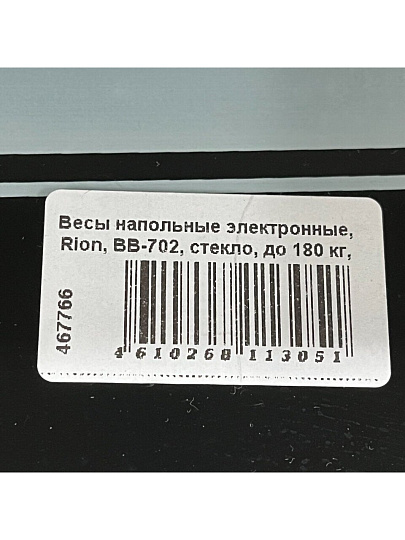 Весы напольные электронные,
Rion, BB-702, стекло, до 180 кг,
467766
4 610268 113051